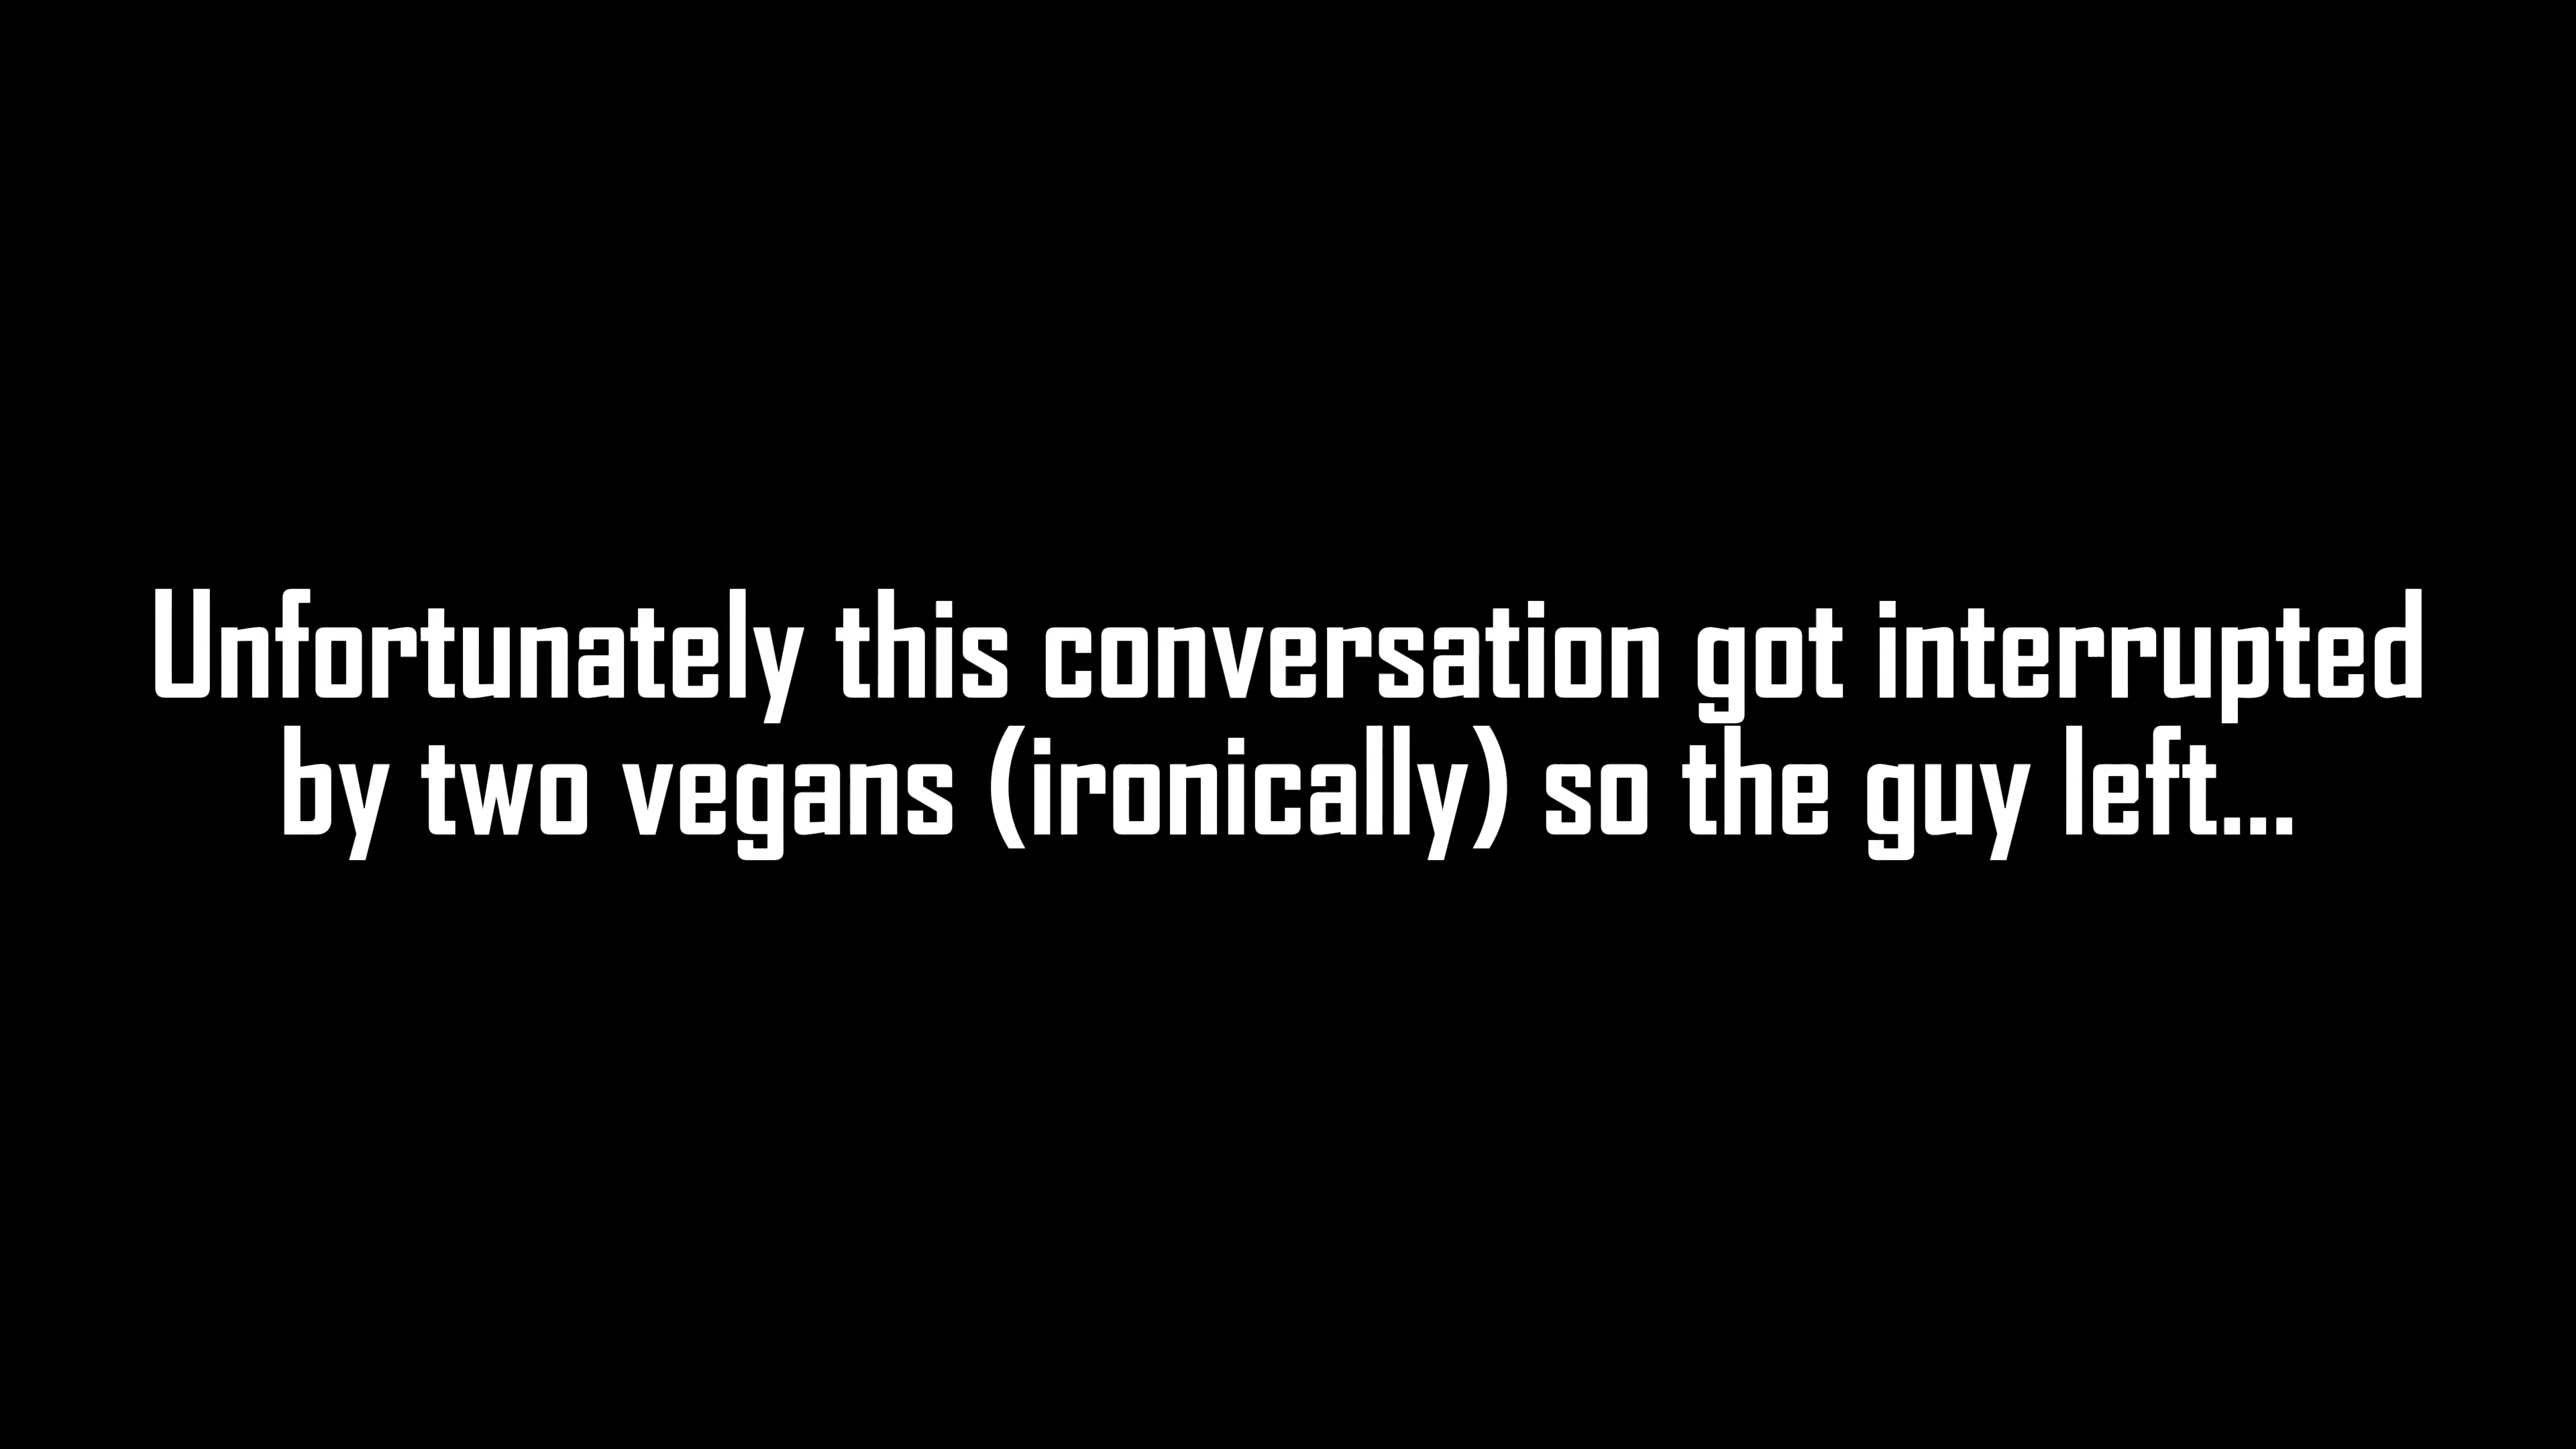 Unfortunately this conversation got interrupted
by two vegans (ironically) so the guy left...